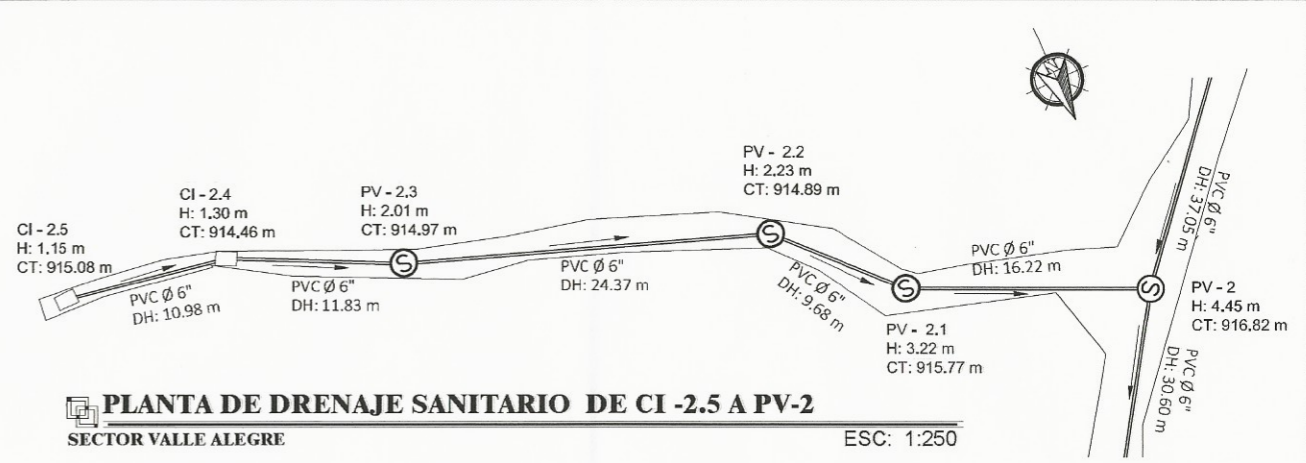 CI - 2.5
H: 1.15 m
CT: 915.08 m
CI - 2.4
H: 1.30 m
CT: 914.46 m
PV - 2.3
H: 2.01 m
CT: 914.97 m
PV - 2.2
H: 2.23 m
CT: 914.89 m
PVC Ø 6"
DH: 10.98 m
PVC Ø 6"
DH: 11.83 m
PVC Ø 6"
DH: 24.37 m
PVC Ø 6"
DH: 9.68 m
PV - 2.1
H: 3.22 m
CT: 915.77 m
PVC Ø 6"
DH: 16.22 m
PVC Ø 6"
DH: 37.05 m
PV - 2
H: 4.45 m
CT: 916.82 m
PVC Ø 6"
DH: 30.60 m
S
S
S
S
PLANTA DE DRENAJE SANITARIO DE CI -2.5 A PV-2
SECTOR VALLE ALEGRE
ESC: 1:250